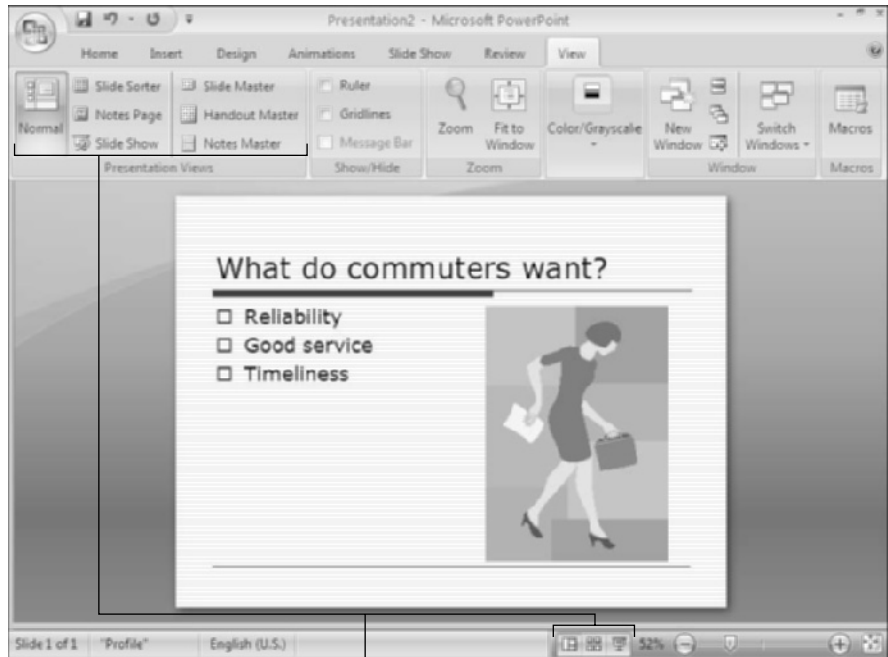 Presentation2 - Microsoft PowerPoint
Home Insert Design Animations Slide Show Review View
Normal
Slide Sorter
Notes Page
Slide Show
Slide Master
Handout Master
Notes Master
Presentation Views
Ruler
Gridlines
Message Bar
Show/Hide
Zoom
Fit to Window
Zoom
Color/Grayscale
New Window
Switch Windows
Window
Macros
Macros
What do commuters want?
Reliability
Good service
Timeliness
Slide 1 of 1 "Profile" English (U.S.) 52%